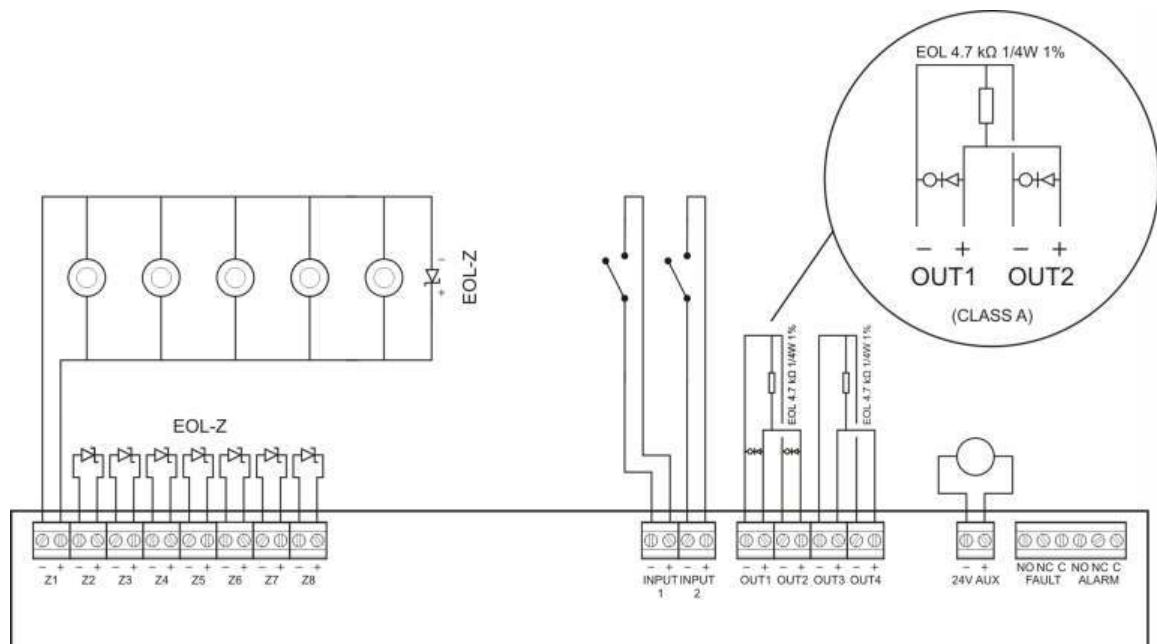 EOL 4.7 kΩ 1/4W 1%
− + − +
OUT1 OUT2
(CLASS A)
−
+
EOL-Z
EOL-Z
EOL 4.7 kΩ 1/4W 1%
EOL 4.7 kΩ 1/4W 1%
− + − + − + − + − + − + − + − +
Z1 Z2 Z3 Z4 Z5 Z6 Z7 Z8
− + − +
INPUT INPUT
1 2
− + − + − + − +
OUT1 OUT2 OUT3 OUT4
− +
24V AUX
NO NC C NO NC C
FAULT ALARM